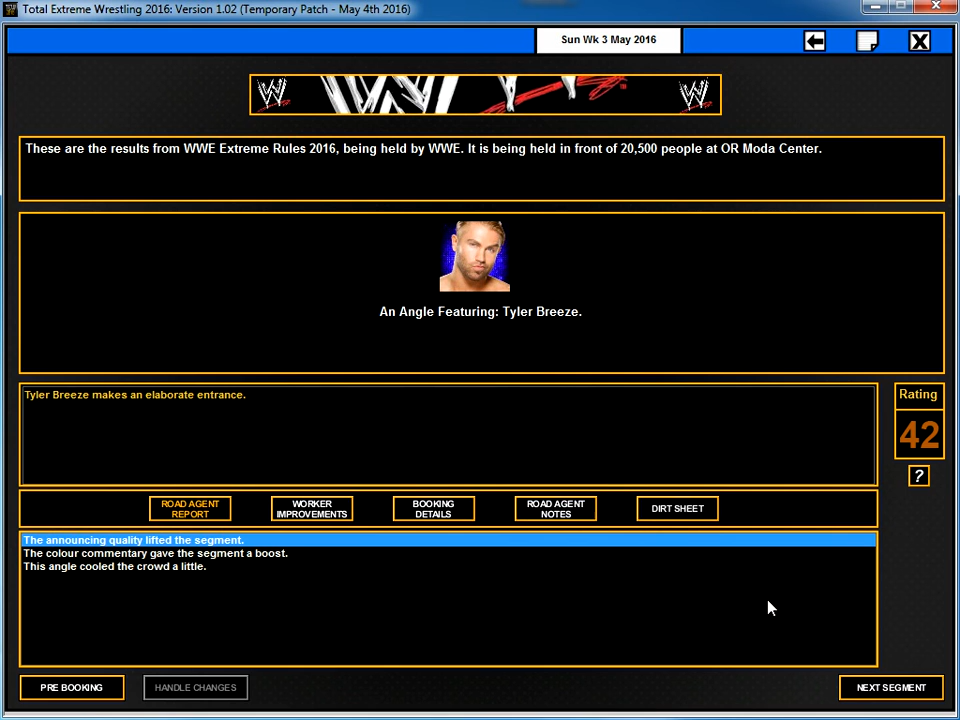 Total Extreme Wrestling 2016: Version 1.02 (Temporary Patch - May 4th 2016)
Sun Wk 3 May 2016
These are the results from WWE Extreme Rules 2016, being held by WWE. It is being held in front of 20,500 people at OR Moda Center.
An Angle Featuring: Tyler Breeze.
Tyler Breeze makes an elaborate entrance.
Rating
42
?
ROAD AGENT
REPORT
WORKER
IMPROVEMENTS
BOOKING
DETAILS
ROAD AGENT
NOTES
DIRT SHEET
The announcing quality lifted the segment.
The colour commentary gave the segment a boost.
This angle cooled the crowd a little.
PRE BOOKING
HANDLE CHANGES
NEXT SEGMENT